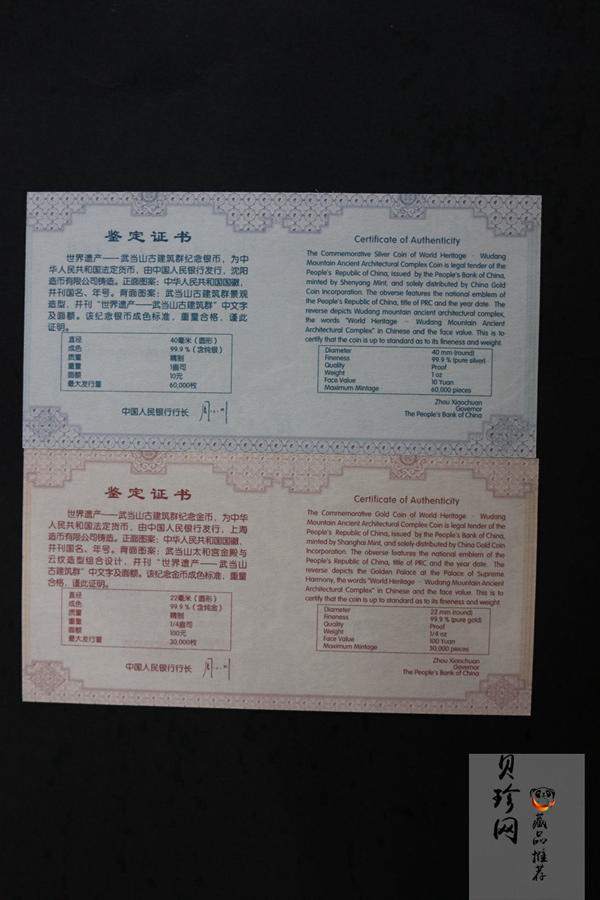 鉴定证书
世界遗产——武当山古建筑群纪念银币，为中
华人民共和国法定货币，由中国人民银行发行，沈阳
造币有限公司铸造。正面图案：中华人民共和国国徽，
并刊国名、年号。背面图案：武当山古建筑群景观
造型，并刊“世界遗产——武当山古建筑群”中文字
及面额。该纪念银币成色标准，重量合格，谨此
证明。
直径 40毫米（圆形）
成色 99.9％（含纯银）
质量 精制
重量 1盎司
面额 10元
最大发行量 60,000枚
中国人民银行行长
Certificate of Authenticity
The Commemorative Silver Coin of World Heritage - Wudang
Mountain Ancient Architectural Complex Coin is legal tender of the
People's Republic of China, issued by the People's Bank of China,
minted by Shenyang Mint, and solely distributed by China Gold
Coin Incorporation. The obverse features the national emblem of
the People's Republic of China, title of PRC and the year date. The
reverse depicts Wudang mountain ancient architectural complex,
the words "World Heritage - Wudang Mountain Ancient
Architectural Complex" in Chinese and the face value. This is to
certify that the coin is up to standard as to its fineness and weight.
Diameter 40 mm (round)
Fineness 99.9 % (pure silver)
Quality Proof
Weight 1 oz
Face Value 10 Yuan
Maximum Mintage 60,000 pieces
Zhou Xiaochuan
Governor
The People's Bank of China
鉴定证书
世界遗产——武当山古建筑群纪念金币，为中华
人民共和国法定货币，由中国人民银行发行，上海
造币有限公司铸造。正面图案：中华人民共和国国徽，
并刊国名、年号。背面图案：武当山太和宫金殿与
云纹造型组合设计，并刊“世界遗产——武当山
古建筑群”中文字及面额。该纪念金币成色标准，重量
合格，谨此证明。
直径 22毫米（圆形）
成色 99.9％（含纯金）
质量 精制
重量 1/4盎司
面额 100元
最大发行量 30,000枚
中国人民银行行长
Certificate of Authenticity
The Commemorative Gold Coin of World Heritage - Wudang
Mountain Ancient Architectural Complex Coin is legal tender of the
People's Republic of China, issued by the People's Bank of China,
minted by Shanghai Mint, and solely distributed by China Gold Coin
Incorporation. The obverse features the national emblem of the
People's Republic of China, title of PRC and the year date. The
reverse depicts the Golden Palace at the Palace of Supreme
Harmony, the words "World Heritage - Wudang Mountain Ancient
Architectural Complex" in Chinese and the face value. This is to
certify that the coin is up to standard as to its fineness and weight.
Diameter 22 mm (round)
Fineness 99.9 % (pure gold)
Quality Proof
Weight 1/4 oz
Face Value 100 Yuan
Maximum Mintage 30,000 pieces
Zhou Xiaochuan
Governor
The People's Bank of China
贝珍网
藏品推荐